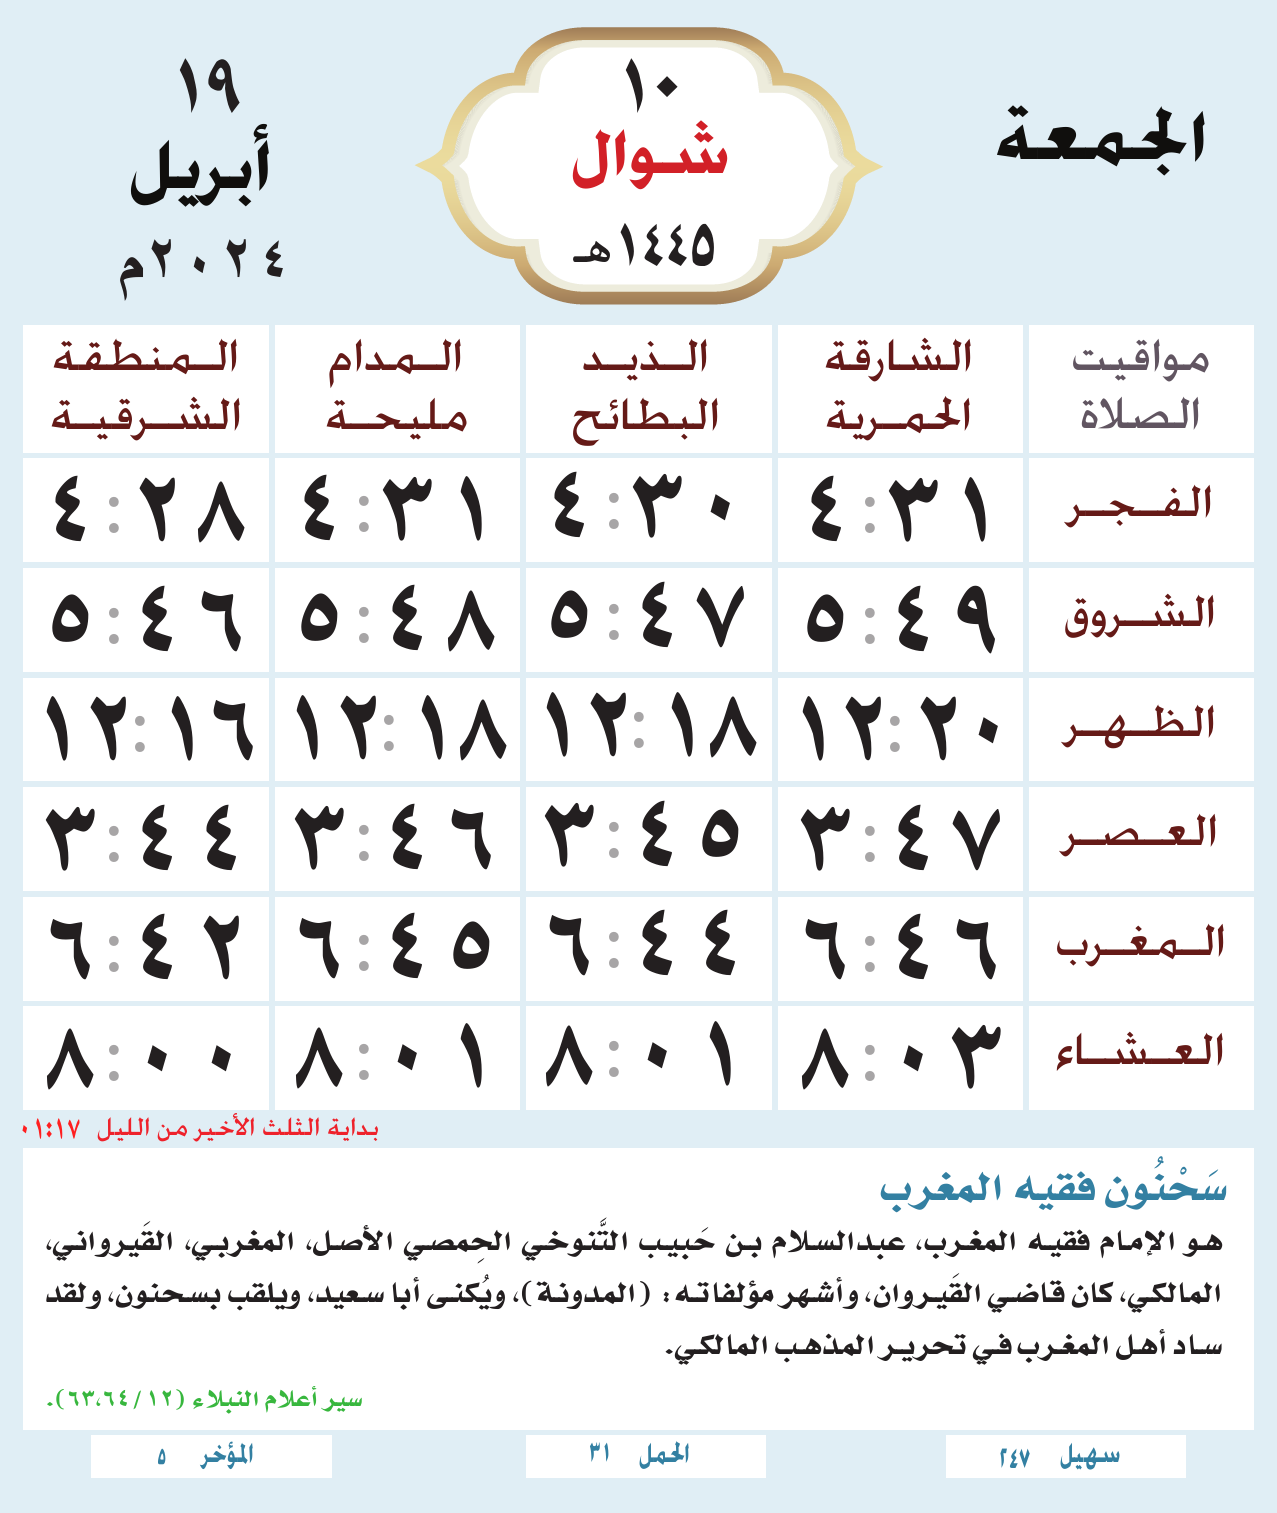 الجمعة
١٠
شوال
١٤٤٥هـ
١٩
أبريل
٢٠٢٤م
مواقيت الصلاة
الشارقة الحمرية
الذيد البطائح
المدام مليحة
المنطقة الشرقية
الفجر ٤:٣١ ٤:٣٠ ٤:٣١ ٤:٢٨
الشروق ٥:٤٩ ٥:٤٧ ٥:٤٨ ٥:٤٦
الظهر ١٢:٢٠ ١٢:١٨ ١٢:١٨ ١٢:١٦
العصر ٣:٤٧ ٣:٤٥ ٣:٤٦ ٣:٤٤
المغرب ٦:٤٦ ٦:٤٤ ٦:٤٥ ٦:٤٢
العشاء ٨:٠٣ ٨:٠١ ٨:٠١ ٨:٠٠
بداية الثلث الأخير من الليل ٠١:١٧
سَحْنُون فقيه المغرب
هو الإمام فقيه المغرب، عبدالسلام بن حَبيب التَّنوخي الحِمصي الأصل، المغربي، القَيرواني،
المالكي، كان قاضي القَيروان، وأشهر مؤلفاته: (المدونة)، ويُكنى أبا سعيد، ويلقب بسحنون، ولقد
ساد أهل المغرب في تحرير المذهب المالكي.
سير أعلام النبلاء (١٢/ ٦٣،٦٤).
سهيل ٢٤٧
الحمل ٣١
المؤخر ٥